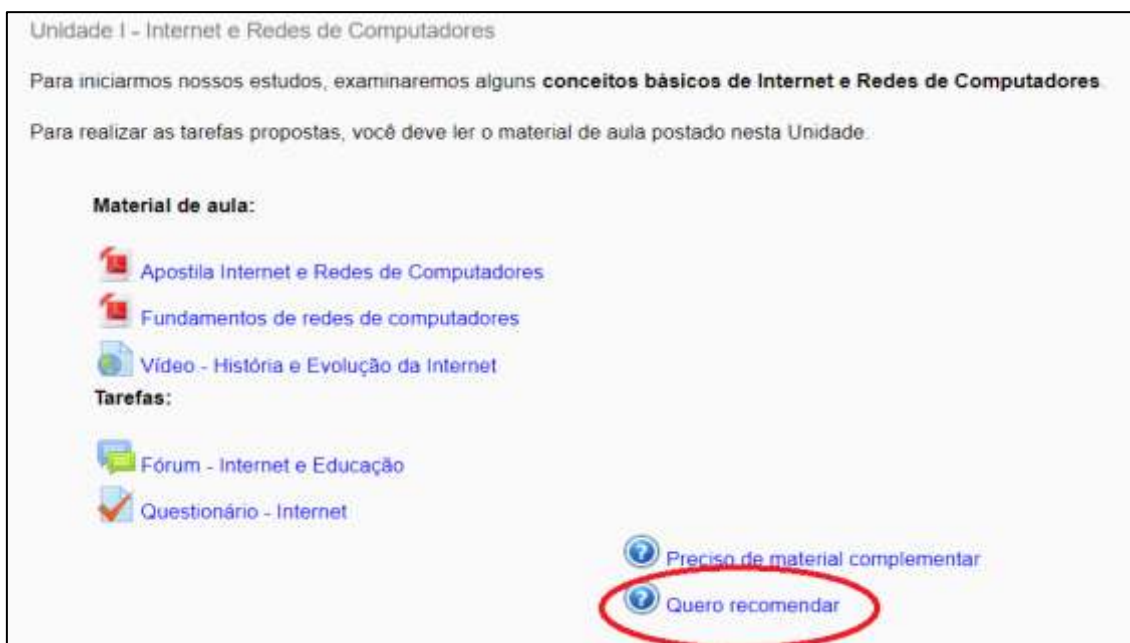 Unidade I - Internet e Redes de Computadores
Para iniciarmos nossos estudos, examinaremos alguns conceitos básicos de Internet e Redes de Computadores.
Para realizar as tarefas propostas, você deve ler o material de aula postado nesta Unidade.
Material de aula:
Apostila Internet e Redes de Computadores
Fundamentos de redes de computadores
Vídeo - História e Evolução da Internet
Tarefas:
Fórum - Internet e Educação
Questionário - Internet
Preciso de material complementar
Quero recomendar